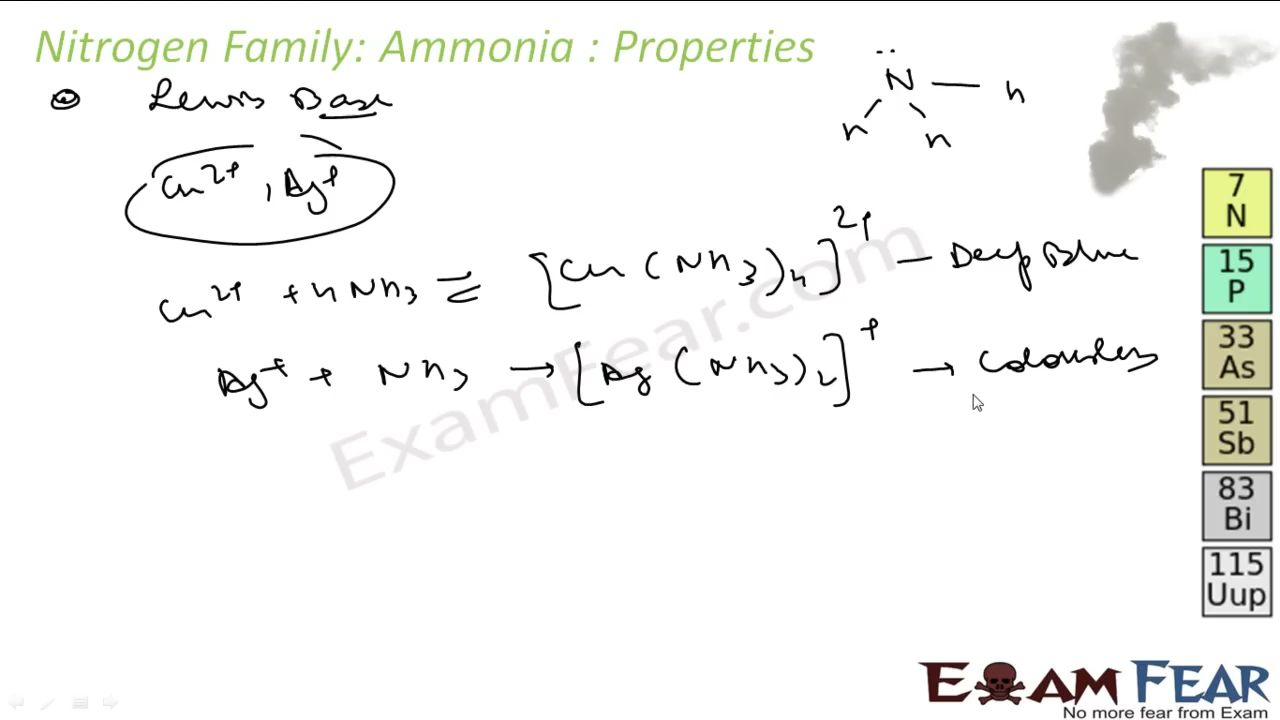 Nitrogen Family: Ammonia : Properties
Lewis Base
N̈ — H
H H
Cu²⁺, Ag⁺
Cu²⁺ + 4 NH₃ ⇌ [Cu(NH₃)₄]²⁺ — Deep Blue
Ag⁺ + NH₃ → [Ag(NH₃)₂]⁺ → Colourless
ExamFear.com
7
N
15
P
33
As
51
Sb
83
Bi
115
Uup
EXAM FEAR
No more fear from Exam